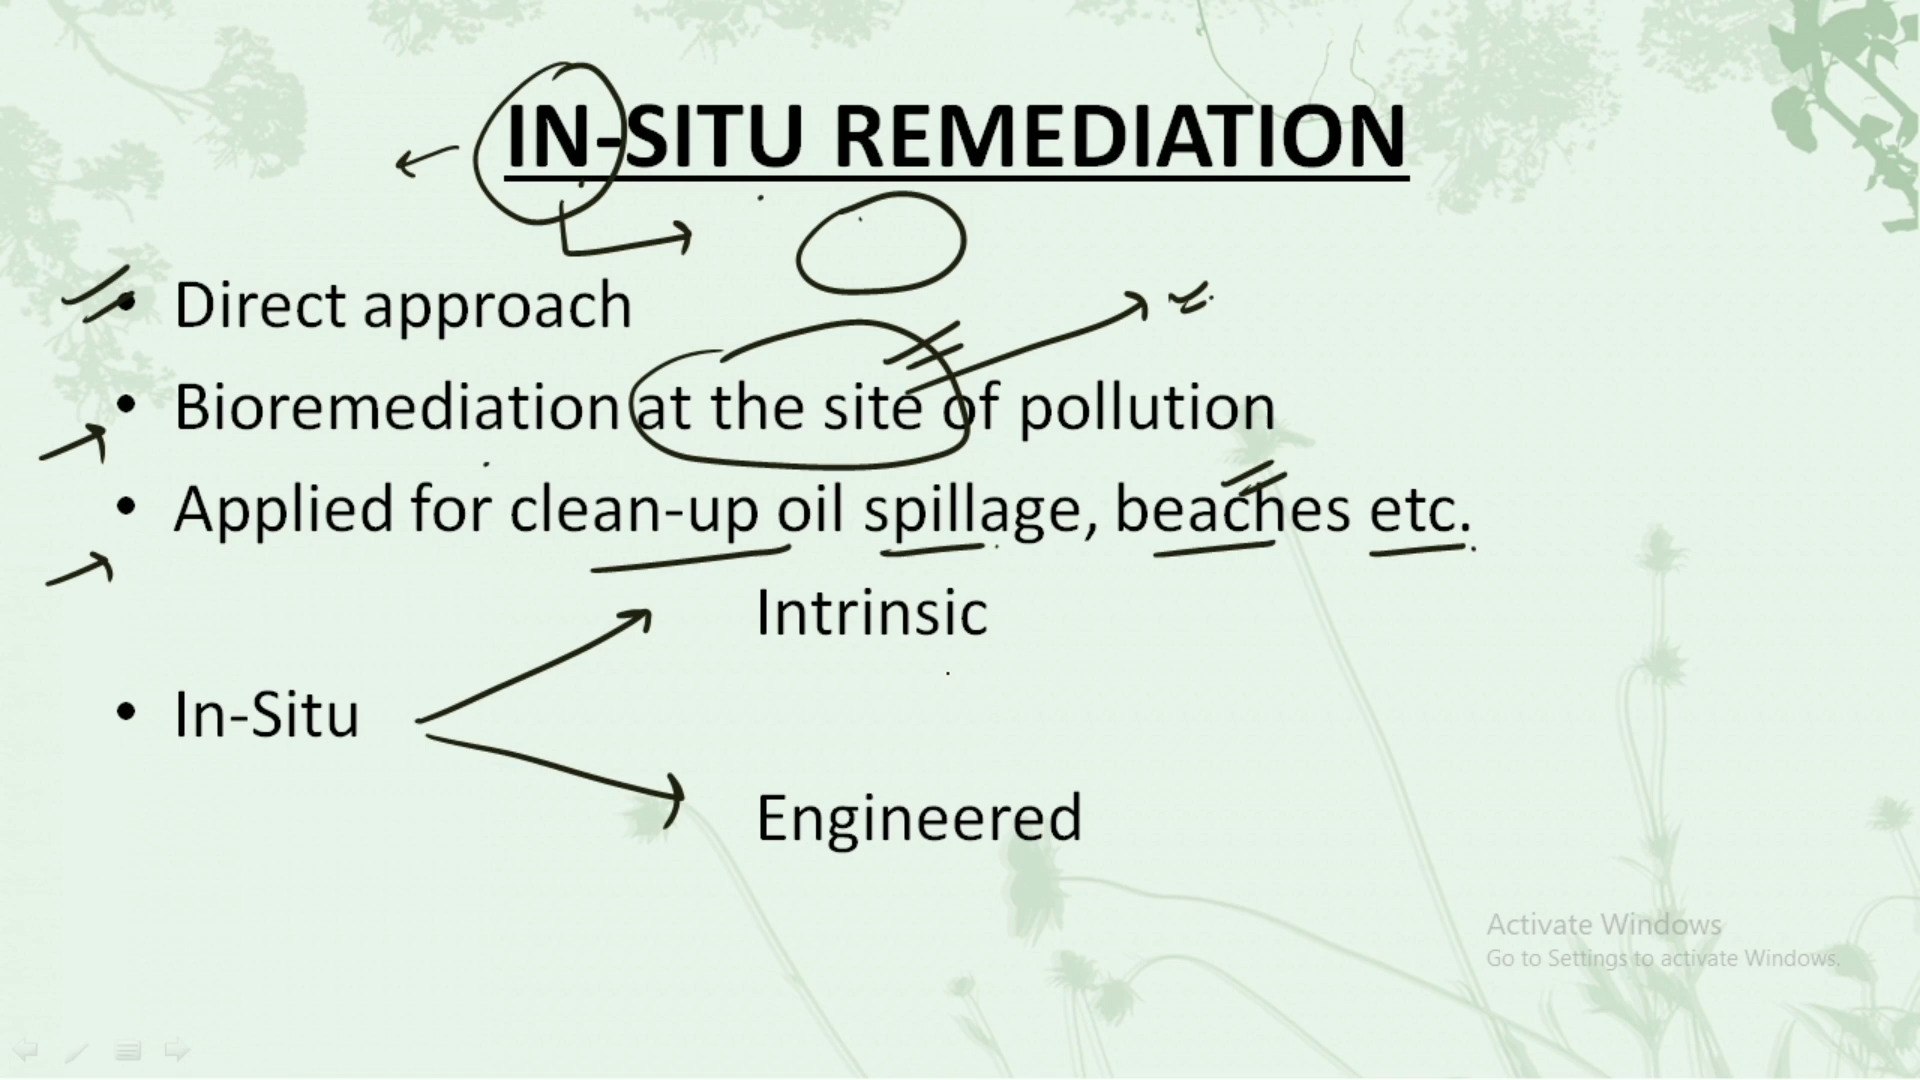 IN-SITU REMEDIATION
• Direct approach
• Bioremediation at the site of pollution
• Applied for clean-up oil spillage, beaches etc.
Intrinsic
• In-Situ
Engineered
Activate Windows
Go to Settings to activate Windows.